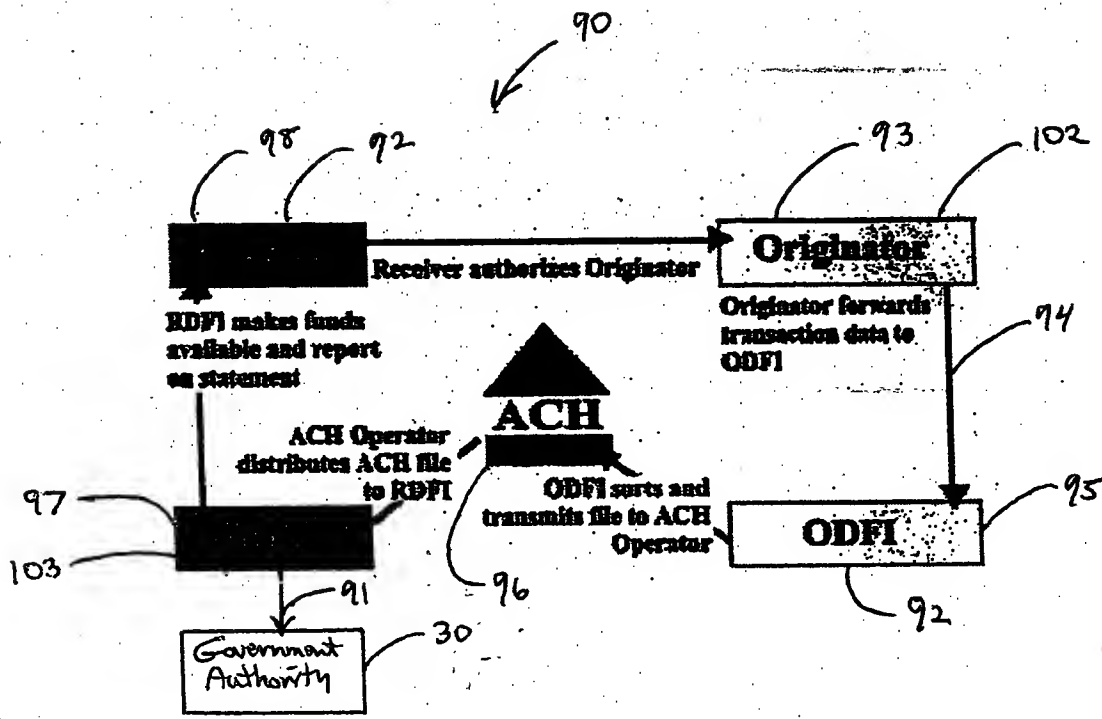 90
98
92
93
102
Originator
Receiver authorizes Originator
RDFI makes funds
available and report
on statement
Originator forwards
transaction data to
ODFI
94
ACH
ACH Operator
distributes ACH file
to RDFI
ODFI sorts and
transmits file to ACH
Operator
97
103
96
ODFI
95
92
91
30
Government
Authority